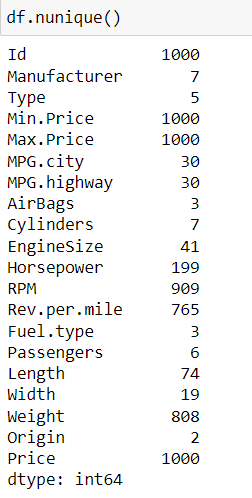 df.nunique()
Id 1000
Manufacturer 7
Type 5
Min.Price 1000
Max.Price 1000
MPG.city 30
MPG.highway 30
AirBags 3
Cylinders 7
EngineSize 41
Horsepower 199
RPM 909
Rev.per.mile 765
Fuel.type 3
Passengers 6
Length 74
Width 19
Weight 808
Origin 2
Price 1000
dtype: int64